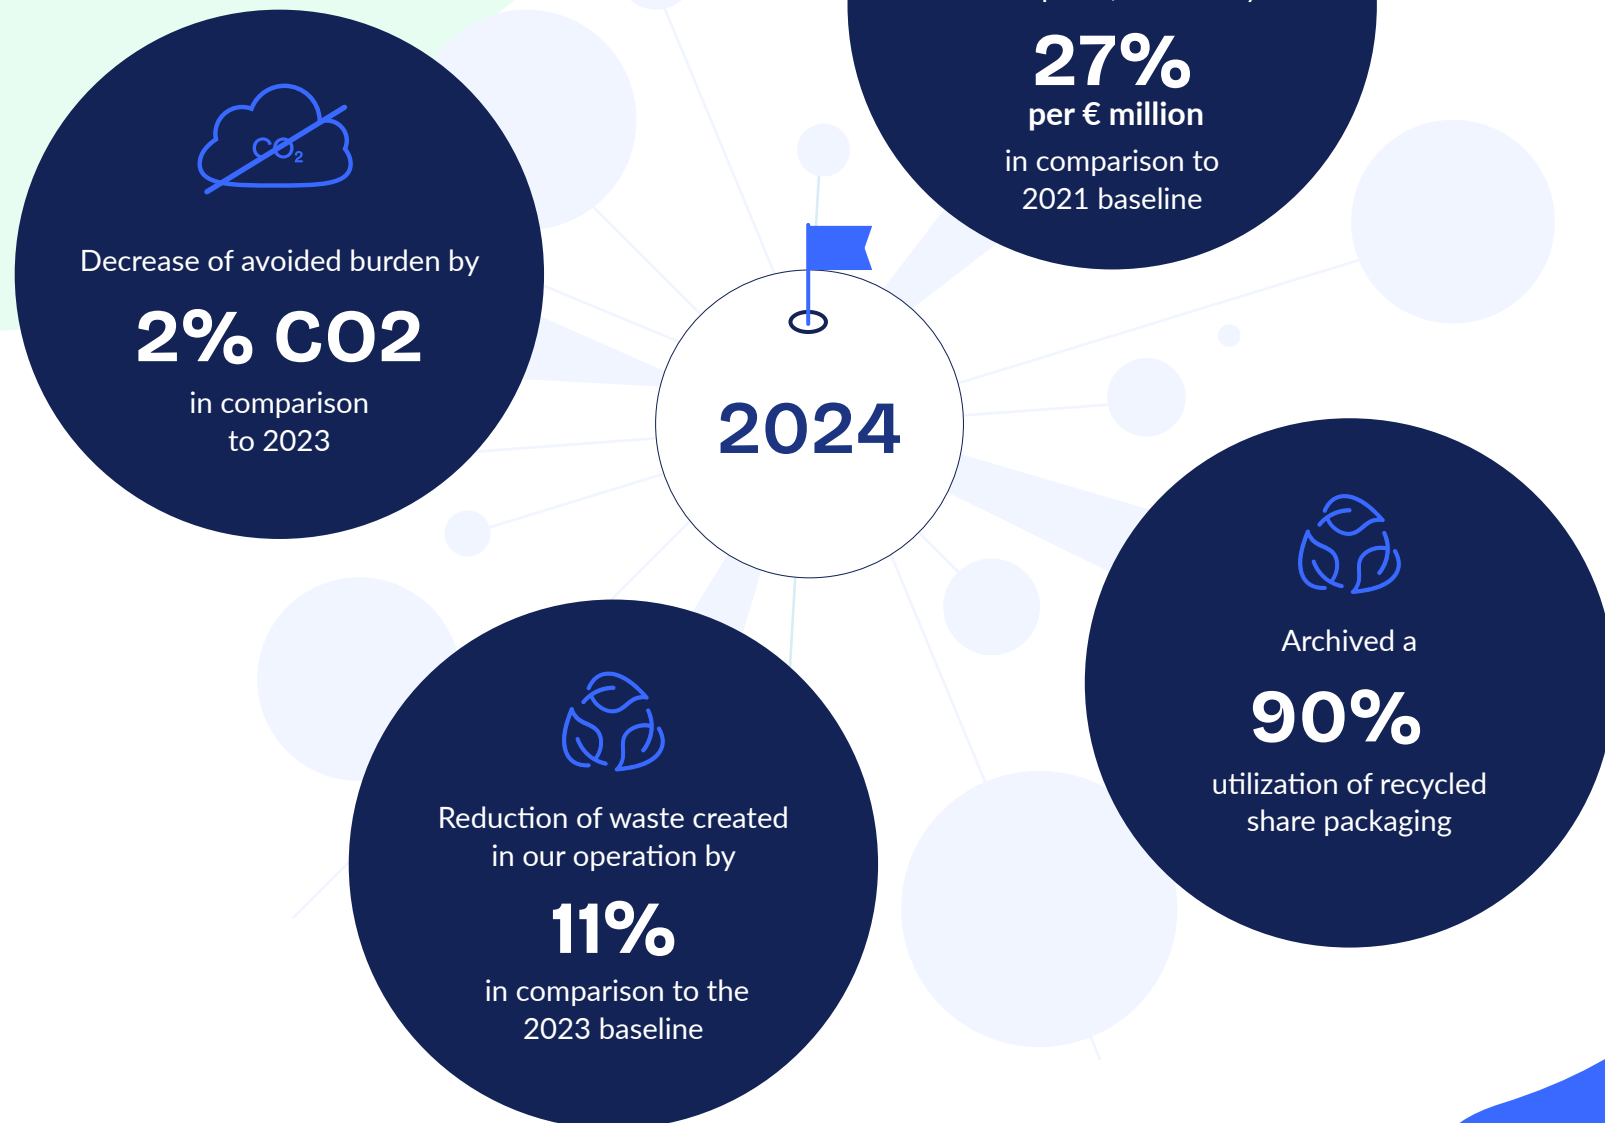 CO2
Decrease of avoided burden by
2% CO2
in comparison
to 2023
27%
per € million
in comparison to
2021 baseline
2024
Archived a
90%
utilization of recycled
share packaging
Reduction of waste created
in our operation by
11%
in comparison to the
2023 baseline